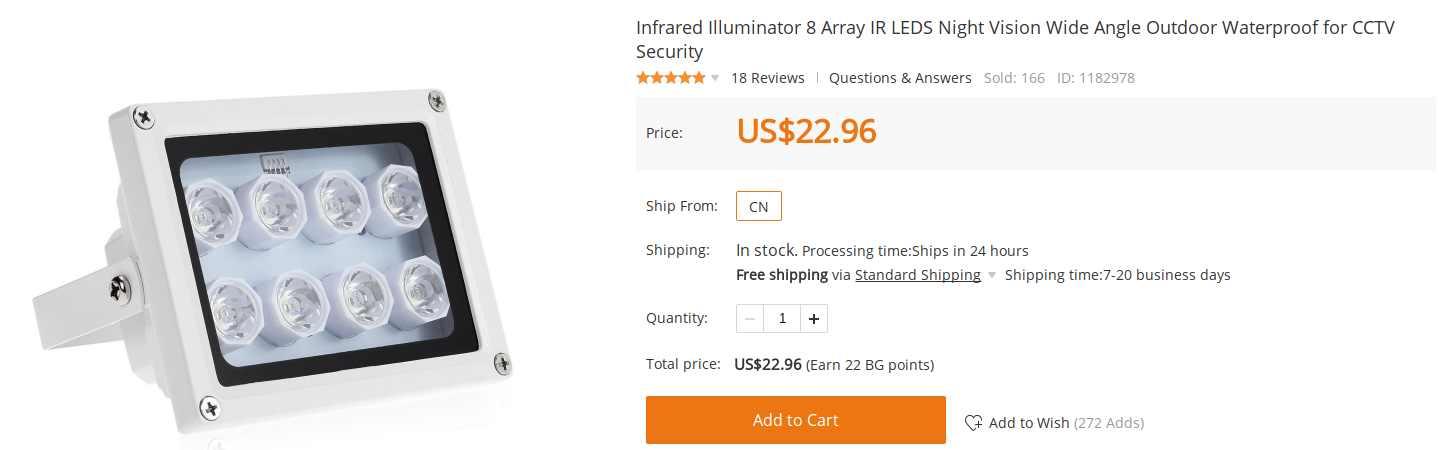 Infrared Illuminator 8 Array IR LEDS Night Vision Wide Angle Outdoor Waterproof for CCTV
Security
18 Reviews | Questions & Answers Sold: 166 ID: 1182978
Price: US$22.96
Ship From: CN
Shipping: In stock. Processing time:Ships in 24 hours
Free shipping via Standard Shipping Shipping time:7-20 business days
Quantity: − 1 +
Total price: US$22.96 (Earn 22 BG points)
Add to Cart Add to Wish (272 Adds)